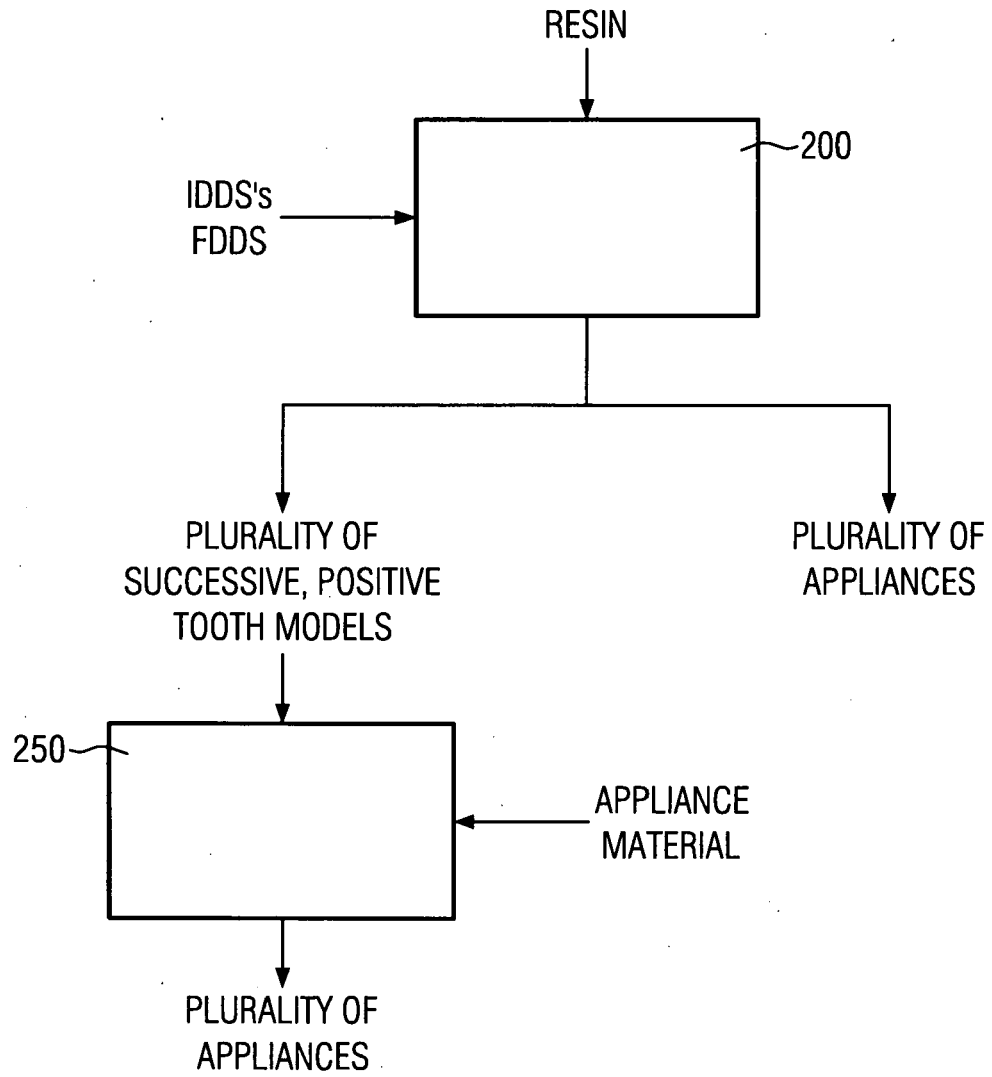 RESIN
200
IDDS's
FDDS
PLURALITY OF
SUCCESSIVE, POSITIVE
TOOTH MODELS
PLURALITY OF
APPLIANCES
250
APPLIANCE
MATERIAL
PLURALITY OF
APPLIANCES